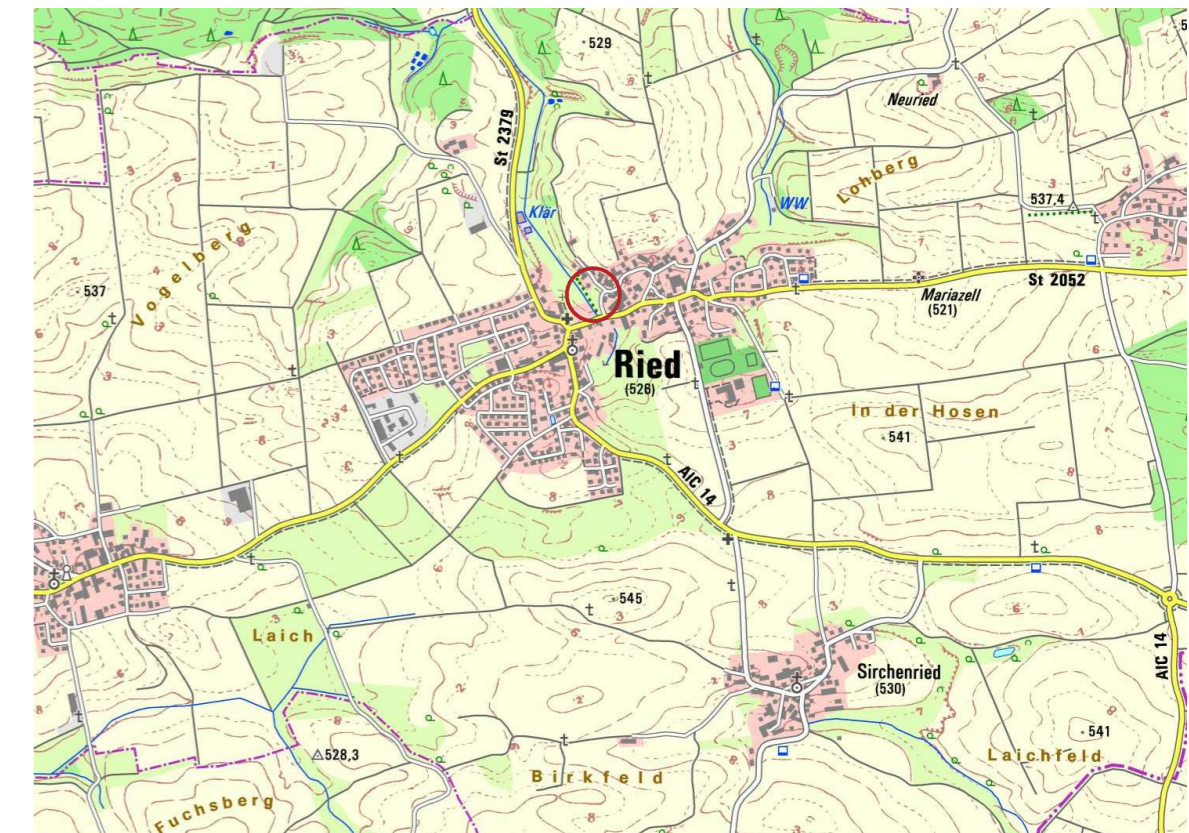 529
Neuried
St 2379
Lohberg
537,4
Klär
WW
Vogelberg
537
St 2052
Mariazell
(521)
Ried
(526)
In der Hosen
541
AIC 14
545
Laich
Sirchenried
(530)
AIC 14
541
528,3
Laichfeld
Birkfeld
Fuchsberg